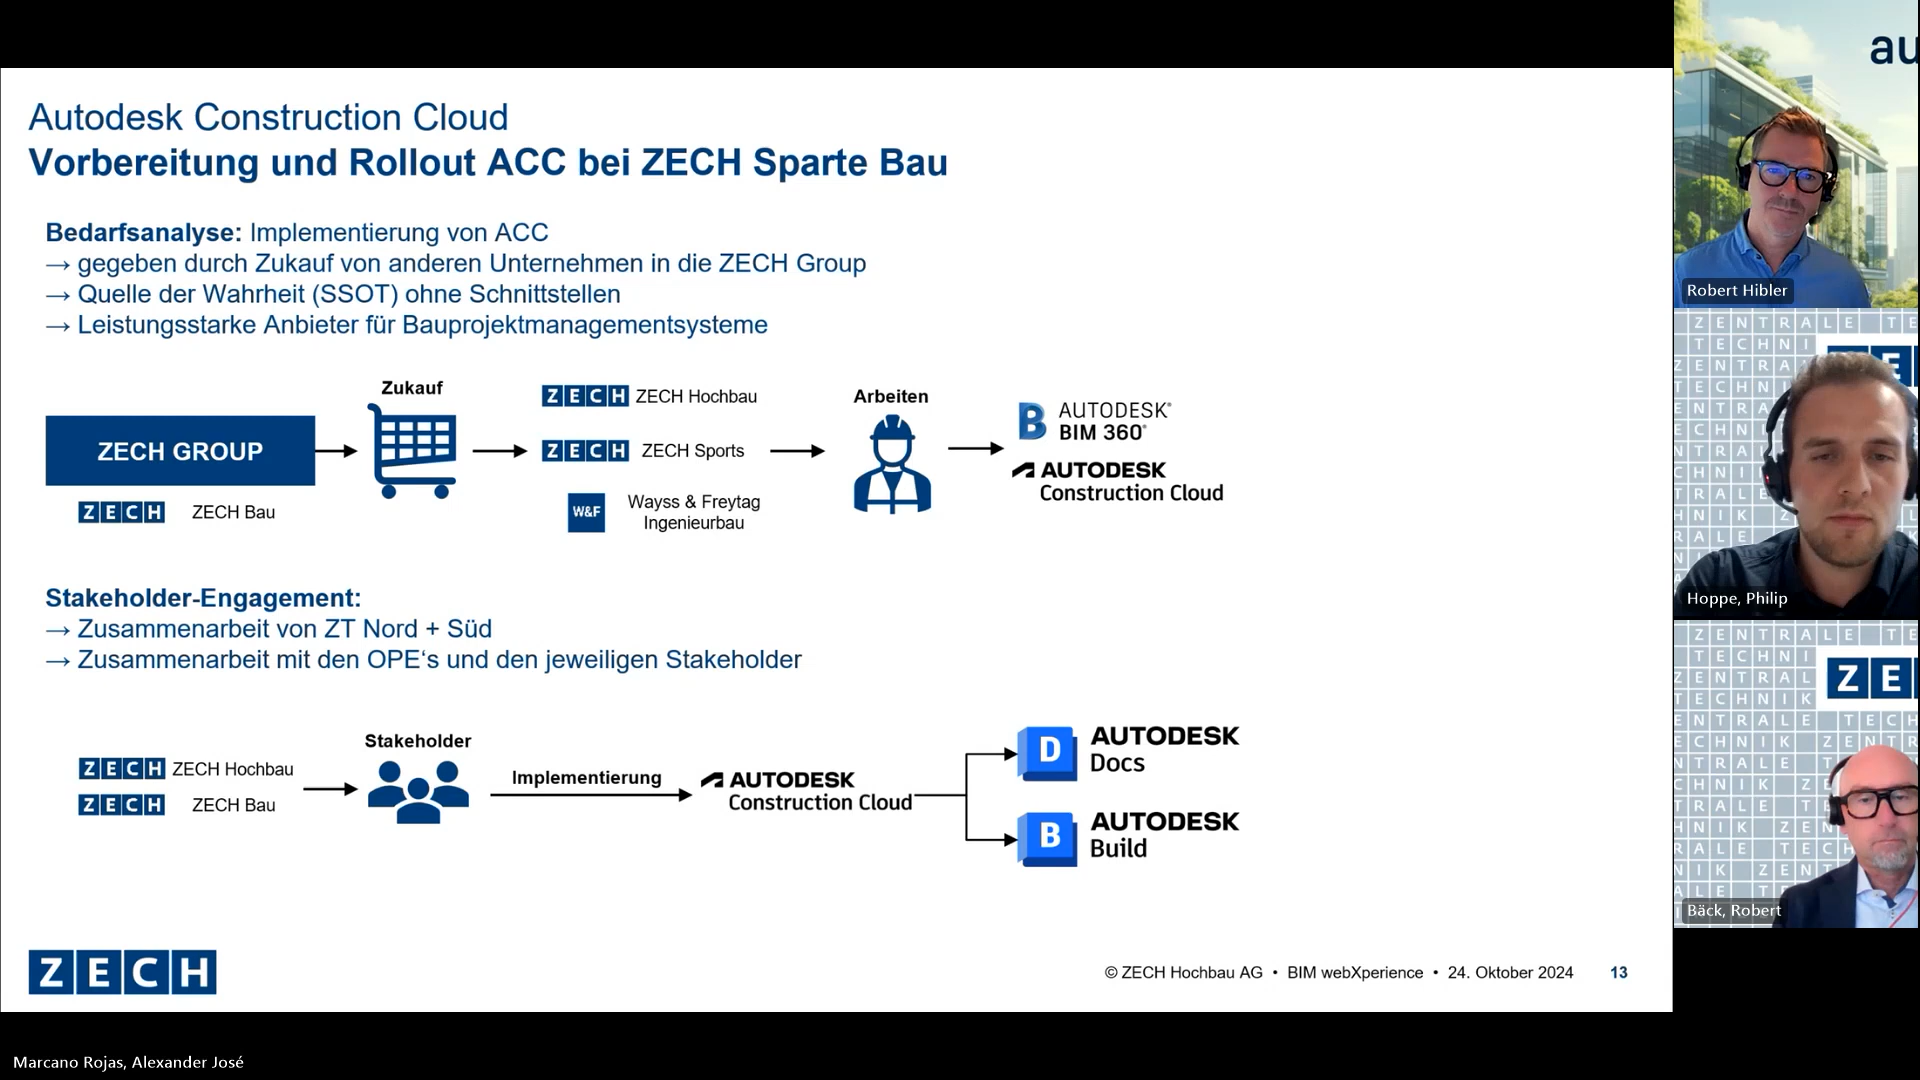 Autodesk Construction Cloud
Vorbereitung und Rollout ACC bei ZECH Sparte Bau
Bedarfsanalyse: Implementierung von ACC
→ gegeben durch Zukauf von anderen Unternehmen in die ZECH Group
→ Quelle der Wahrheit (SSOT) ohne Schnittstellen
→ Leistungsstarke Anbieter für Bauprojektmanagementsysteme
ZECH GROUP
ZECH ZECH Bau
Zukauf
ZECH ZECH Hochbau
ZECH ZECH Sports
W&F Wayss & Freytag
Ingenieurbau
Arbeiten
B AUTODESK®
BIM 360®
AUTODESK
Construction Cloud
Stakeholder-Engagement:
→ Zusammenarbeit von ZT Nord + Süd
→ Zusammenarbeit mit den OPE‘s und den jeweiligen Stakeholder
ZECH ZECH Hochbau
ZECH ZECH Bau
Stakeholder
Implementierung
AUTODESK
Construction Cloud
D AUTODESK
Docs
B AUTODESK
Build
ZECH
© ZECH Hochbau AG • BIM webXperience • 24. Oktober 2024 13
au
Robert Hibler
Hoppe, Philip
ZE
Bäck, Robert
Marcano Rojas, Alexander José